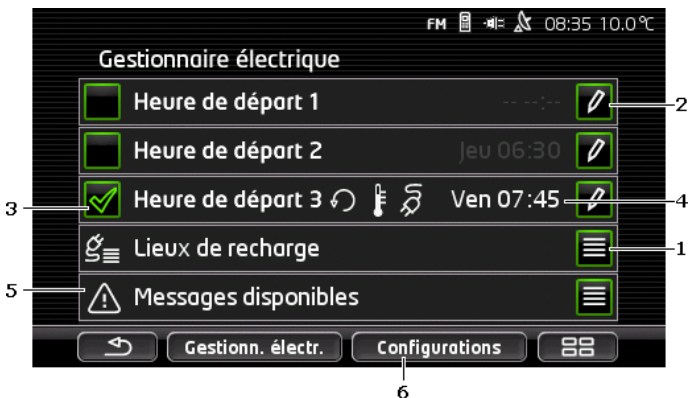 FM 08:35 10.0°C
Gestionnaire électrique
Heure de départ 1 -- --:--
2
Heure de départ 2 Jeu 06:30
3
Heure de départ 3 Ven 07:45
4
Lieux de recharge
1
5
Messages disponibles
Gestionn. électr. Configurations
6